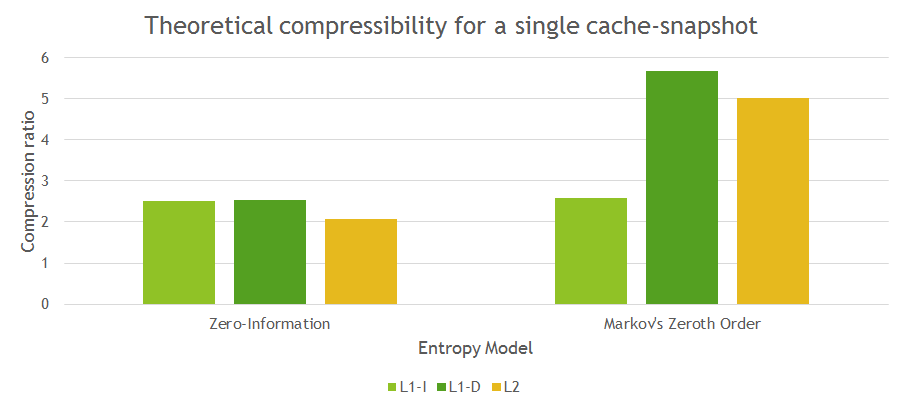 Theoretical compressibility for a single cache-snapshot
6
5
4
3
2
1
0
Compression ratio
Zero-Information
Markov's Zeroth Order
Entropy Model
L1-I L1-D L2